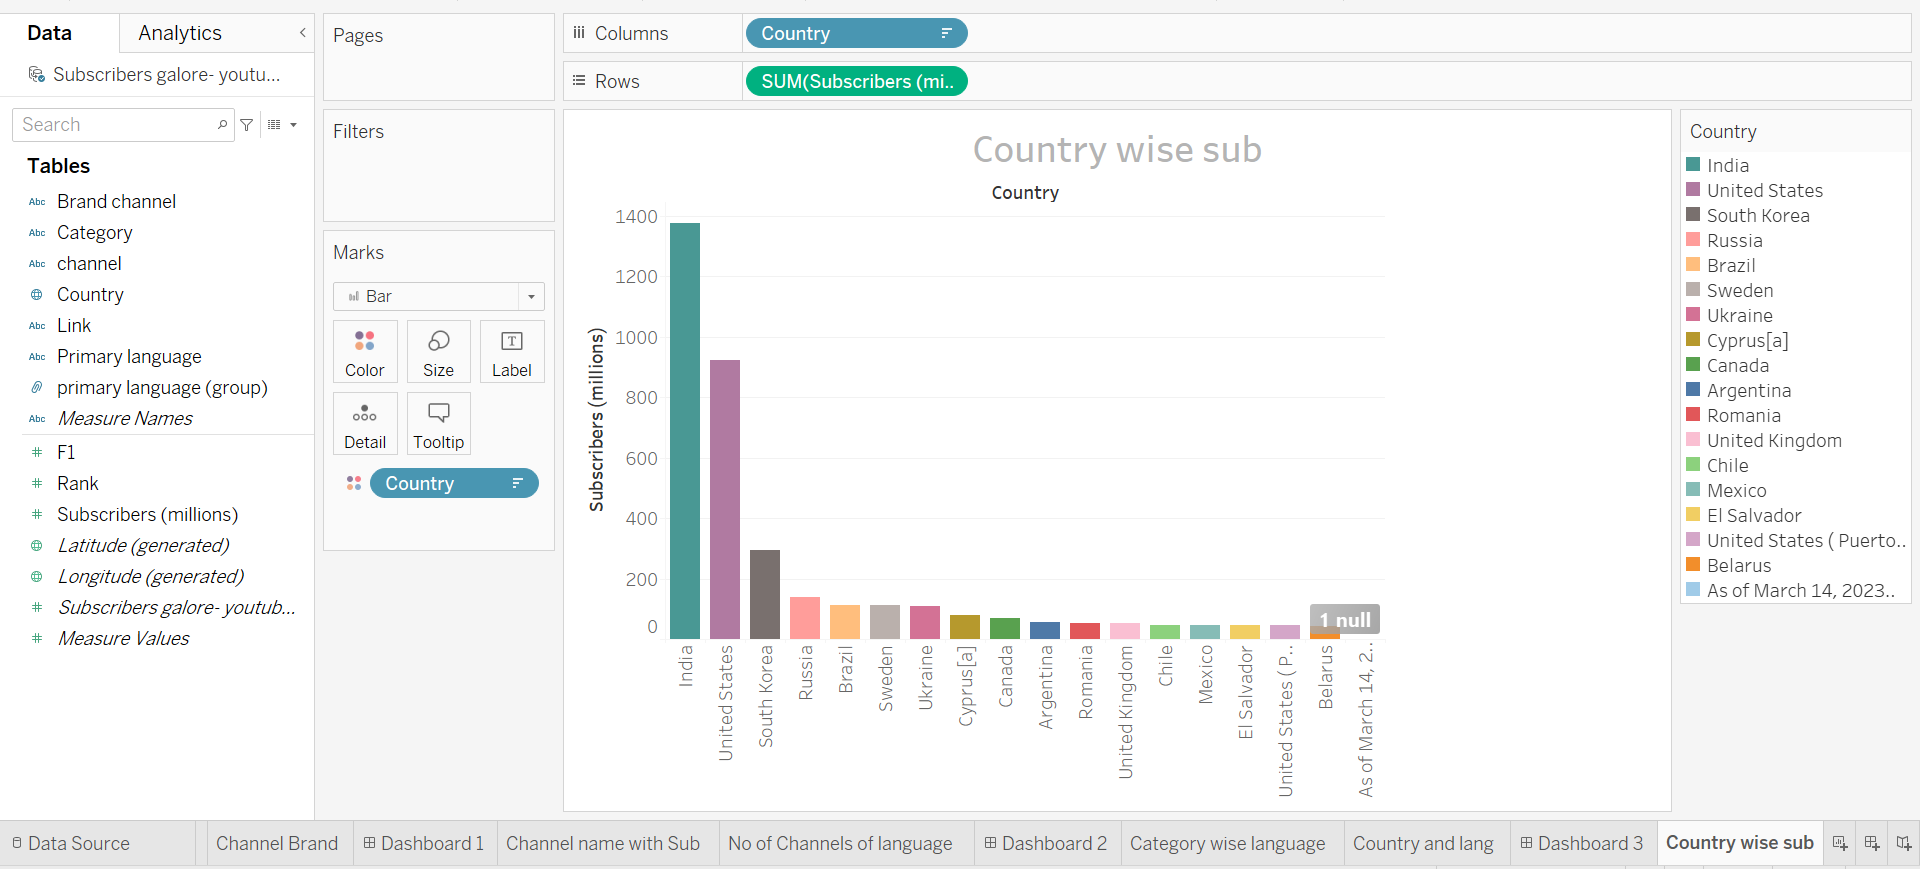 Data
Analytics
Subscribers galore- youtu...
Search
Tables
Abc Brand channel
Abc Category
Abc channel
Country
Abc Link
Abc Primary language
primary language (group)
Abc Measure Names
# F1
# Rank
# Subscribers (millions)
Latitude (generated)
Longitude (generated)
# Subscribers galore- youtub...
# Measure Values
Pages
Filters
Marks
Bar
Color
Size
Label
Detail
Tooltip
Country
Columns
Country
Rows
SUM(Subscribers (mi..
Country wise sub
Country
Subscribers (millions)
1400
1200
1000
800
600
400
200
0
1 null
India
United States
South Korea
Russia
Brazil
Sweden
Ukraine
Cyprus[a]
Canada
Argentina
Romania
United Kingdom
Chile
Mexico
El Salvador
United States ( P..
Belarus
As of March 14, 2..
Country
India
United States
South Korea
Russia
Brazil
Sweden
Ukraine
Cyprus[a]
Canada
Argentina
Romania
United Kingdom
Chile
Mexico
El Salvador
United States ( Puerto..
Belarus
As of March 14, 2023..
Data Source
Channel Brand
Dashboard 1
Channel name with Sub
No of Channels of language
Dashboard 2
Category wise language
Country and lang
Dashboard 3
Country wise sub